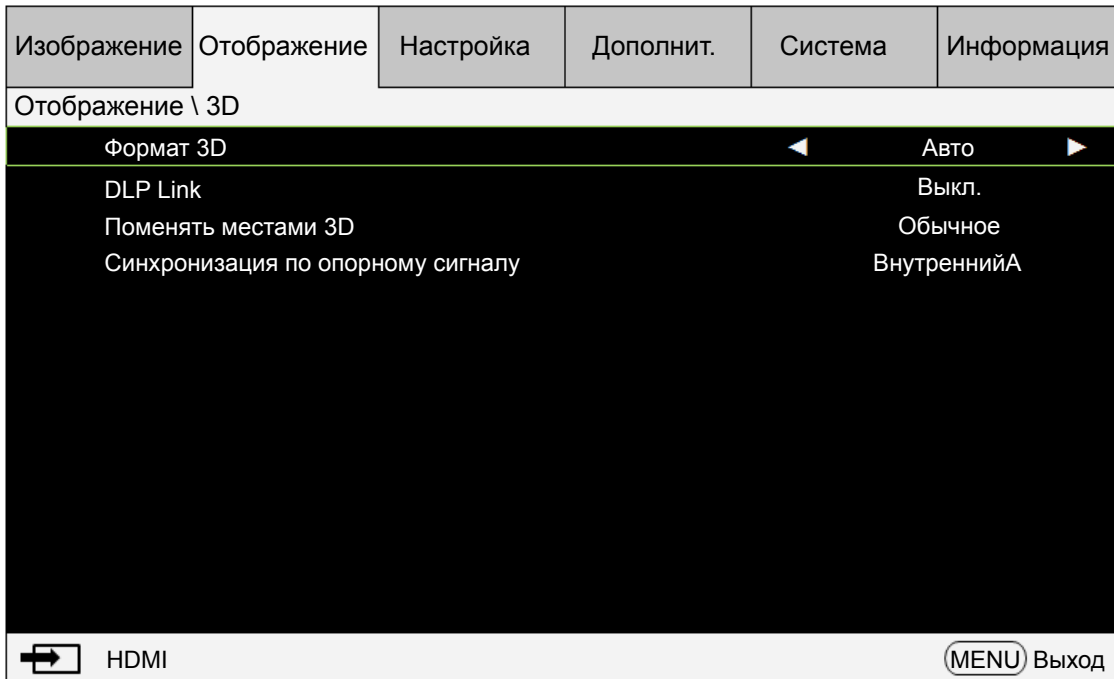 Изображение Отображение Настройка Дополнит. Система Информация
Отображение \ 3D
Формат 3D Авто
DLP Link Выкл.
Поменять местами 3D Обычное
Синхронизация по опорному сигналу ВнутреннийА
HDMI MENU Выход